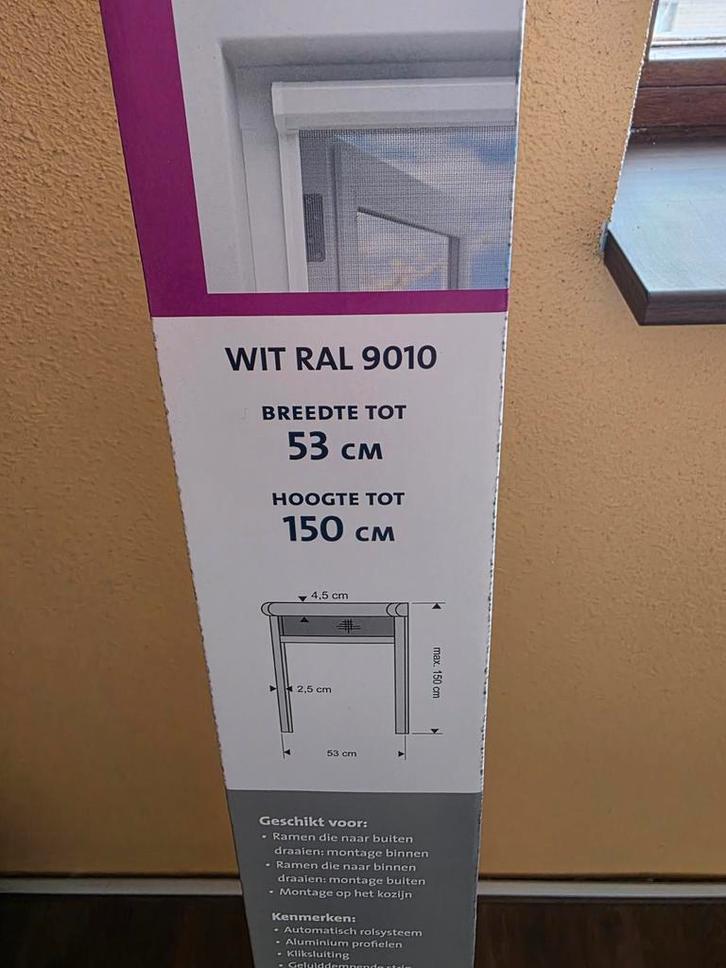 WIT RAL 9010
BREEDTE TOT
53 CM
HOOGTE TOT
150 CM
4,5 cm
max. 150 cm
2,5 cm
53 cm
Geschikt voor:
• Ramen die naar buiten
draaien: montage binnen
• Ramen die naar binnen
draaien: montage buiten
• Montage op het kozijn
Kenmerken:
• Automatisch rolsysteem
• Aluminium profielen
• Kliksluiting
• Geluiddempende strip